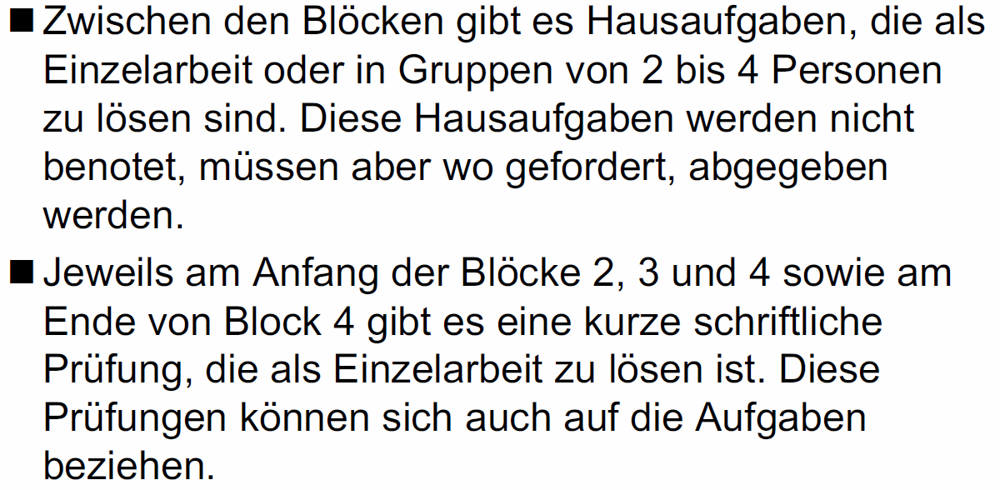 ■ Zwischen den Blöcken gibt es Hausaufgaben, die als
Einzelarbeit oder in Gruppen von 2 bis 4 Personen
zu lösen sind. Diese Hausaufgaben werden nicht
benotet, müssen aber wo gefordert, abgegeben
werden.
■ Jeweils am Anfang der Blöcke 2, 3 und 4 sowie am
Ende von Block 4 gibt es eine kurze schriftliche
Prüfung, die als Einzelarbeit zu lösen ist. Diese
Prüfungen können sich auch auf die Aufgaben
beziehen.